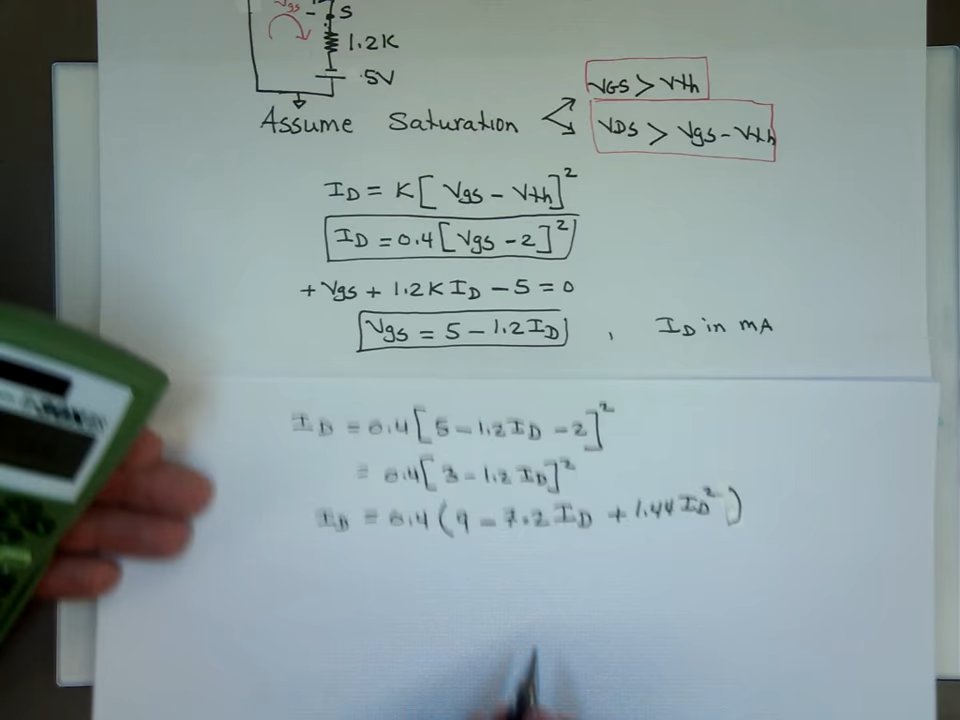 Vgs - S
1.2K
5V
VGS > Vth
Assume Saturation
VDS > Vgs - Vth
ID = K[Vgs - Vth]²
ID = 0.4[Vgs - 2]²
+ Vgs + 1.2K ID - 5 = 0
Vgs = 5 - 1.2ID , ID in mA
ID = 0.4[5 - 1.2ID - 2]²
= 0.4[3 - 1.2ID]²
ID = 0.4(9 - 7.2ID + 1.44ID²)